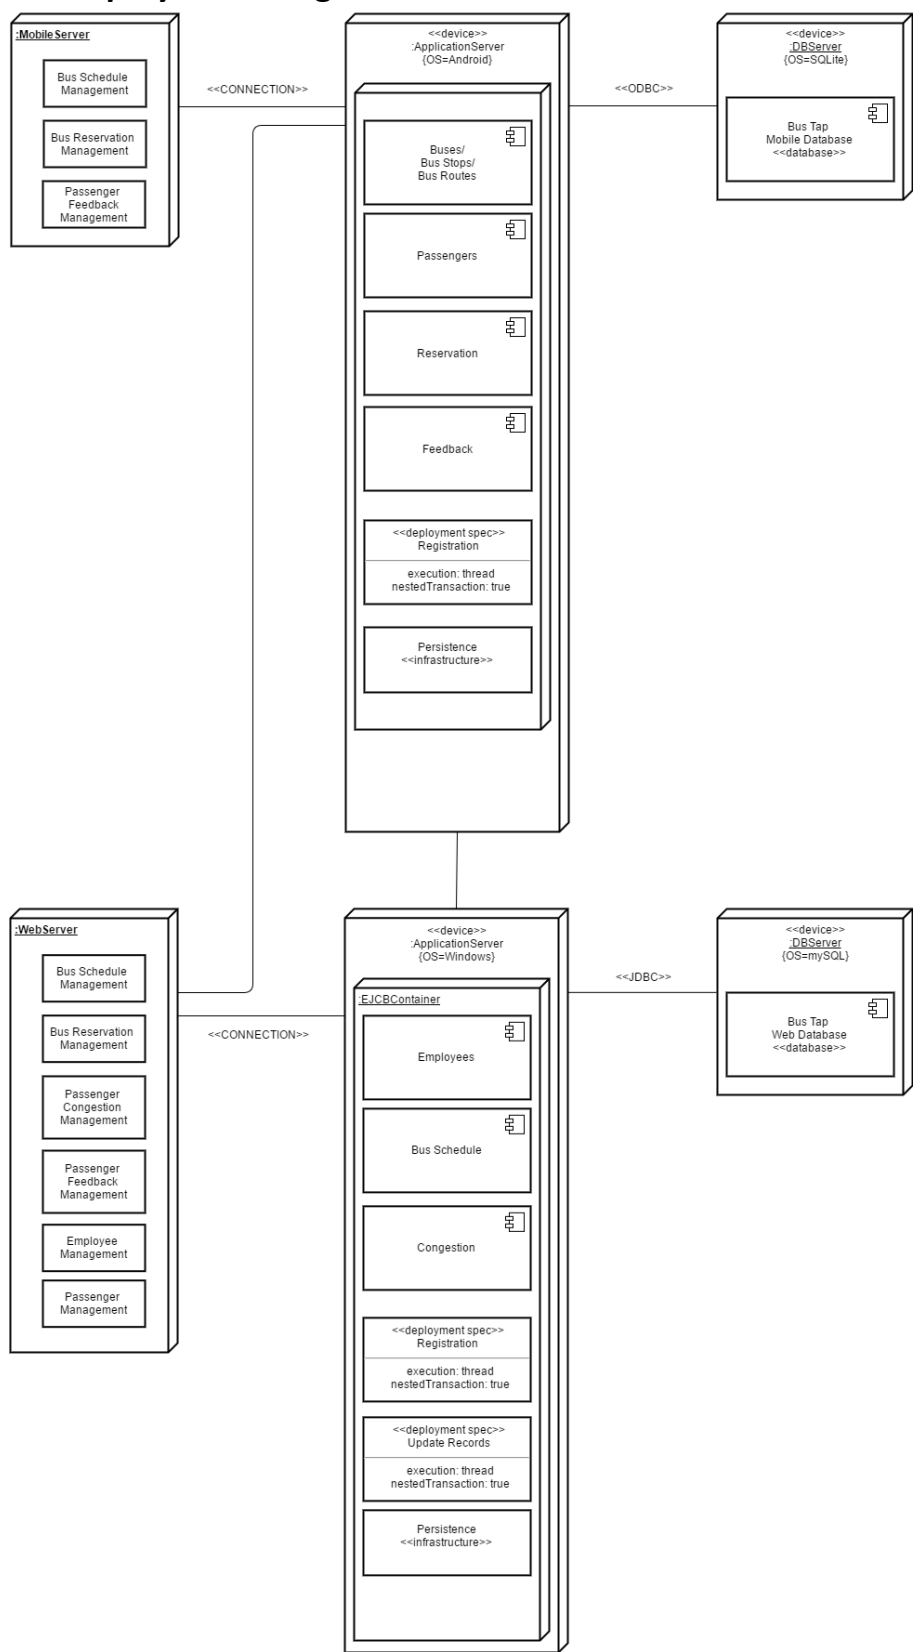 :MobileServer
Bus Schedule
Management
Bus Reservation
Management
Passenger
Feedback
Management
<<CONNECTION>>
<<device>>
:ApplicationServer
{OS=Android}
Buses/
Bus Stops/
Bus Routes
Passengers
Reservation
Feedback
<<deployment spec>>
Registration
execution: thread
nestedTransaction: true
Persistence
<<infrastructure>>
<<ODBC>>
<<device>>
:DBServer
{OS=SQLite}
Bus Tap
Mobile Database
<<database>>
:WebServer
Bus Schedule
Management
Bus Reservation
Management
Passenger
Congestion
Management
Passenger
Feedback
Management
Employee
Management
Passenger
Management
<<CONNECTION>>
<<device>>
:ApplicationServer
{OS=Windows}
:EJCBContainer
Employees
Bus Schedule
Congestion
<<deployment spec>>
Registration
execution: thread
nestedTransaction: true
<<deployment spec>>
Update Records
execution: thread
nestedTransaction: true
Persistence
<<infrastructure>>
<<JDBC>>
<<device>>
:DBServer
{OS=mySQL}
Bus Tap
Web Database
<<database>>